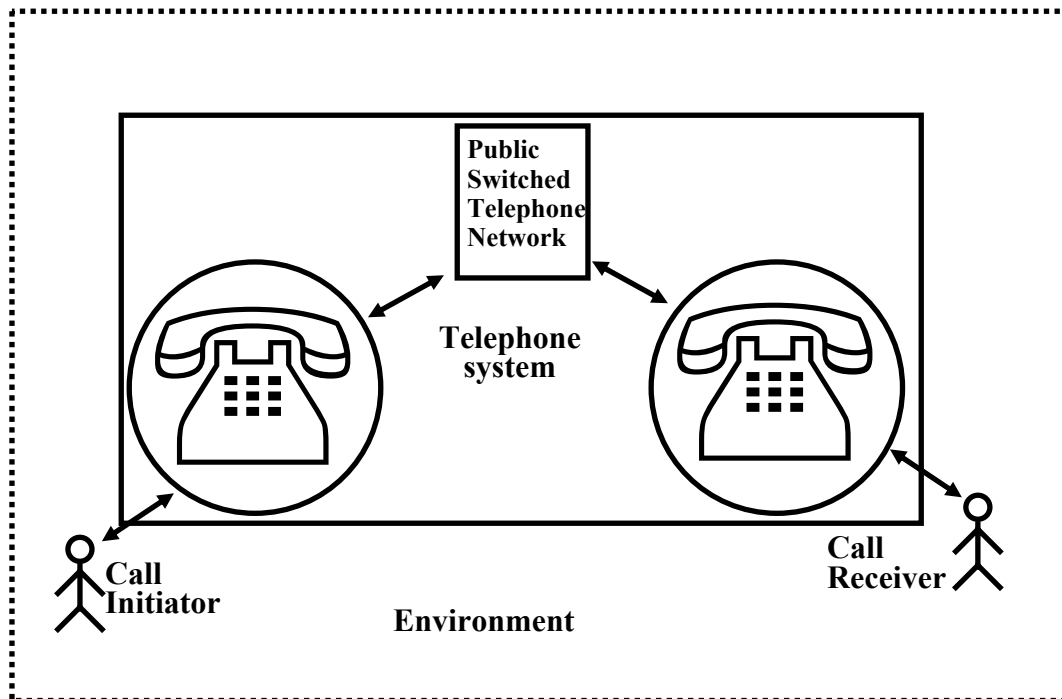 Public
Switched
Telephone
Network
Telephone
system
Call
Initiator
Call
Receiver
Environment